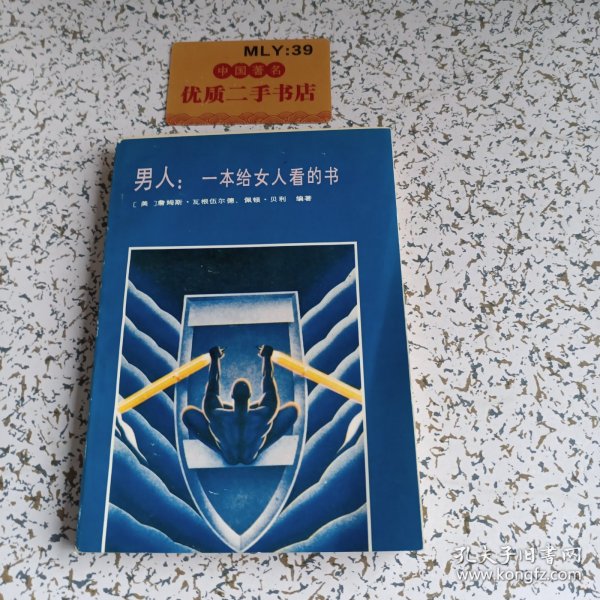 MLY:39
中国著名
优质二手书店
男人：一本给女人看的书
[美]詹姆斯·瓦根伍尔德、佩顿·贝利 编著
孔夫子旧书网
www.kongfz.com